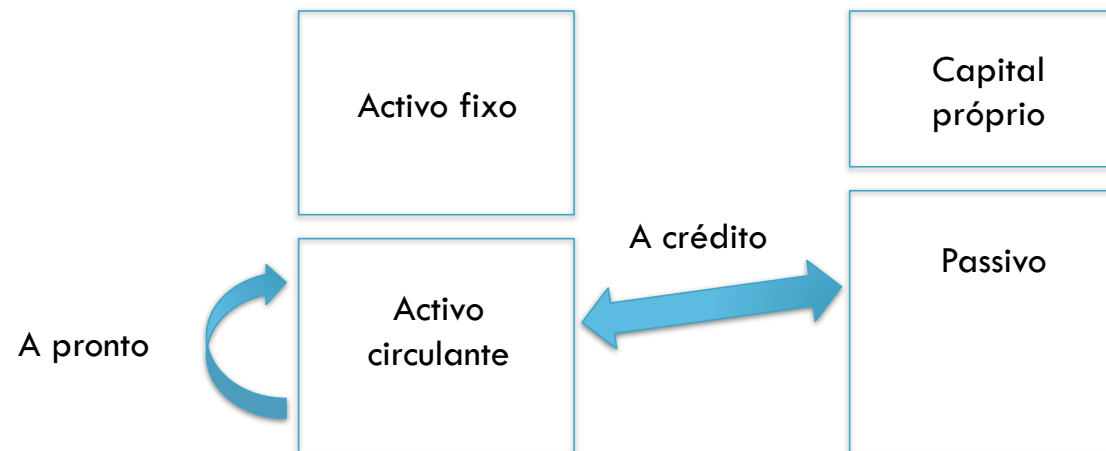 Activo fixo
Capital
próprio
A crédito
Passivo
Activo
circulante
A pronto